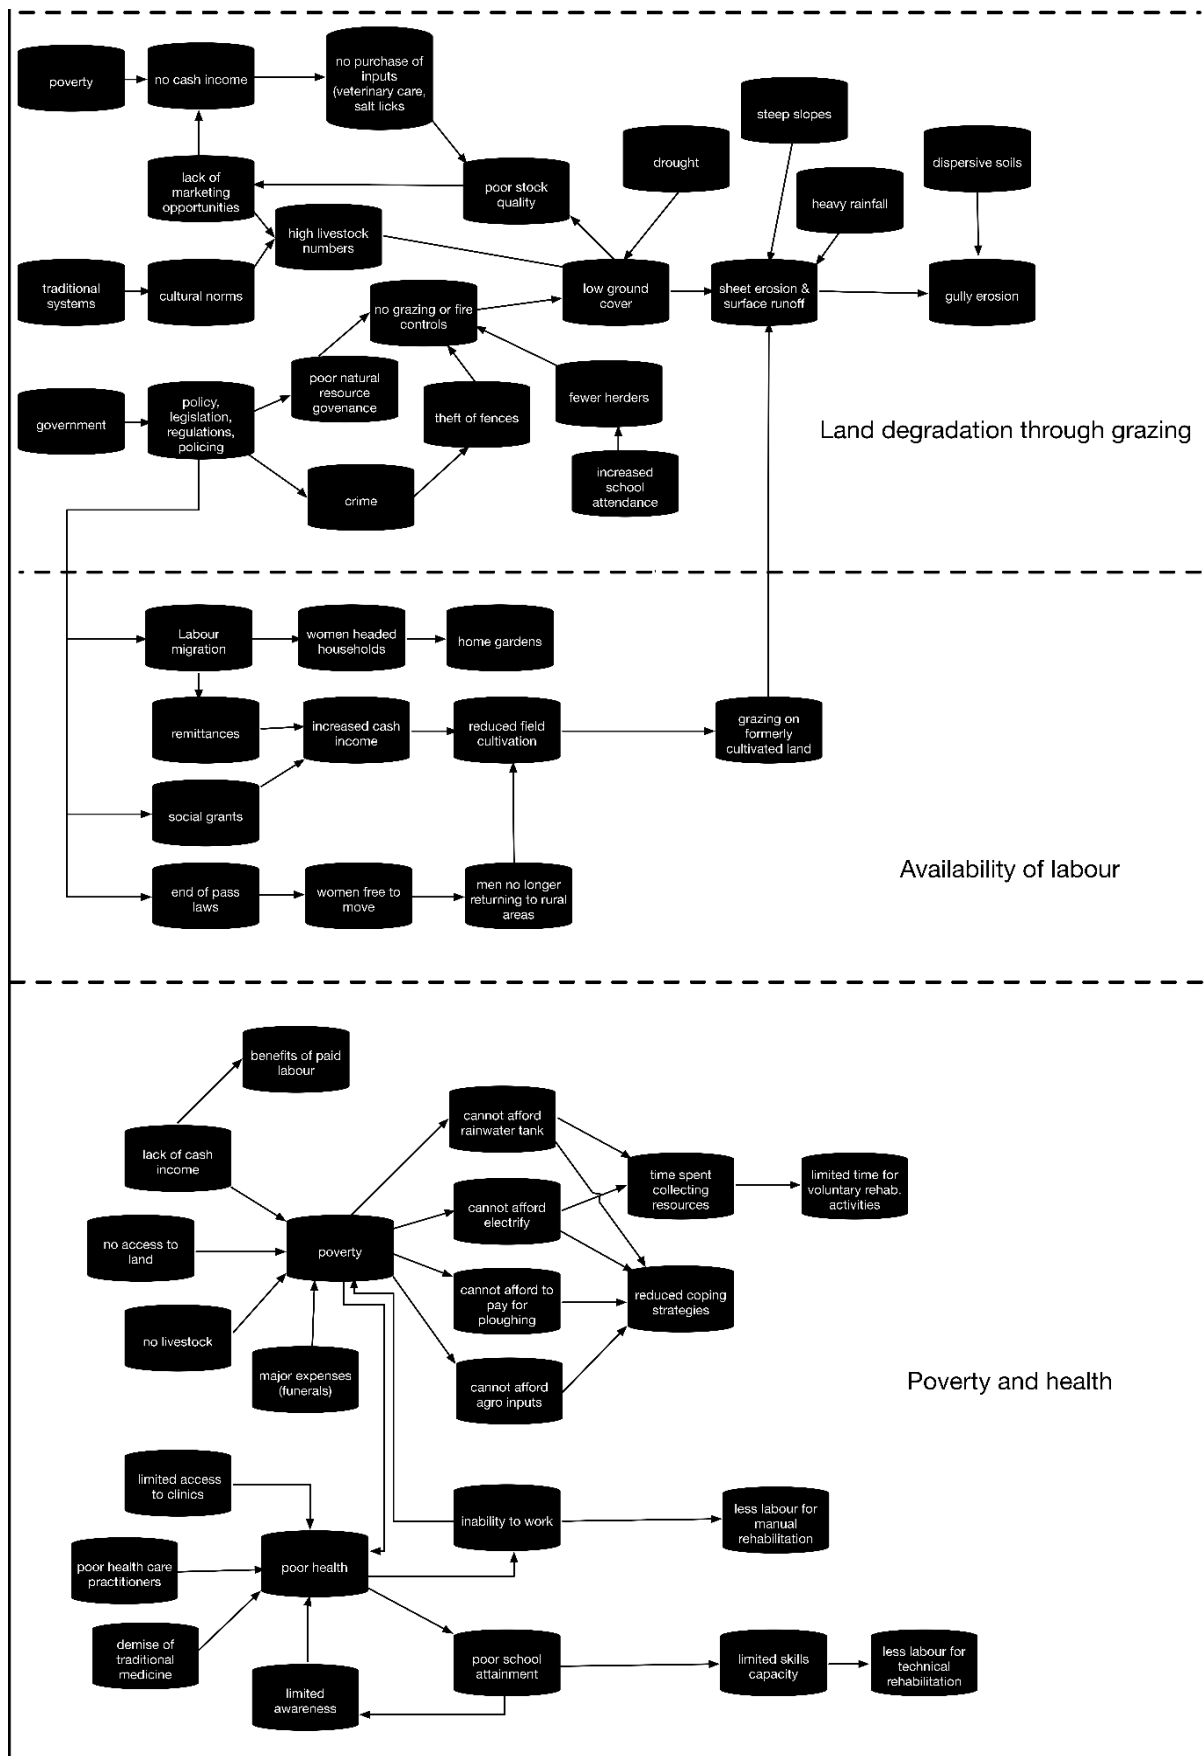 poverty
no cash income
no purchase of
inputs
(veterinary care,
salt licks
steep slopes
drought
dispersive soils
lack of
marketing
opportunities
poor stock
quality
heavy rainfall
high livestock
numbers
traditional
systems
cultural norms
low ground
cover
sheet erosion &
surface runoff
gully erosion
no grazing or fire
controls
poor natural
resource
govenance
fewer herders
theft of fences
government
policy,
legislation,
regulations,
policing
Land degradation through grazing
crime
increased
school
attendance
Labour
migration
women headed
households
home gardens
remittances
increased cash
income
reduced field
cultivation
grazing on
formerly
cultivated land
social grants
Availability of labour
end of pass
laws
women free to
move
men no longer
returning to rural
areas
benefits of paid
labour
cannot afford
rainwater tank
lack of cash
income
time spent
collecting
resources
limited time for
voluntary rehab.
activities
cannot afford
electrify
no access to
land
poverty
cannot afford to
pay for
ploughing
reduced coping
strategies
no livestock
major expenses
(funerals)
cannot afford
agro inputs
Poverty and health
limited access
to clinics
inability to work
less labour for
manual
rehabilitation
poor health care
practitioners
poor health
demise of
traditional
medicine
poor school
attainment
limited skills
capacity
less labour for
technical
rehabilitation
limited
awareness